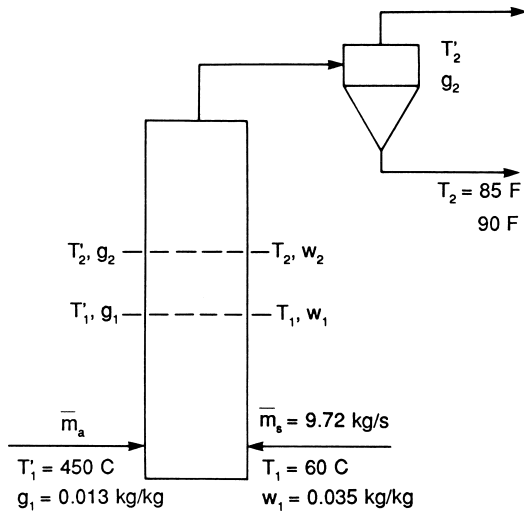 T'₂
g₂
T₂ = 85 F
90 F
T'₂, g₂
T₂, w₂
T'₁, g₁
T₁, w₁
m̅ₐ
m̅ₛ = 9.72 kg/s
T'₁ = 450 C
T₁ = 60 C
g₁ = 0.013 kg/kg
w₁ = 0.035 kg/kg